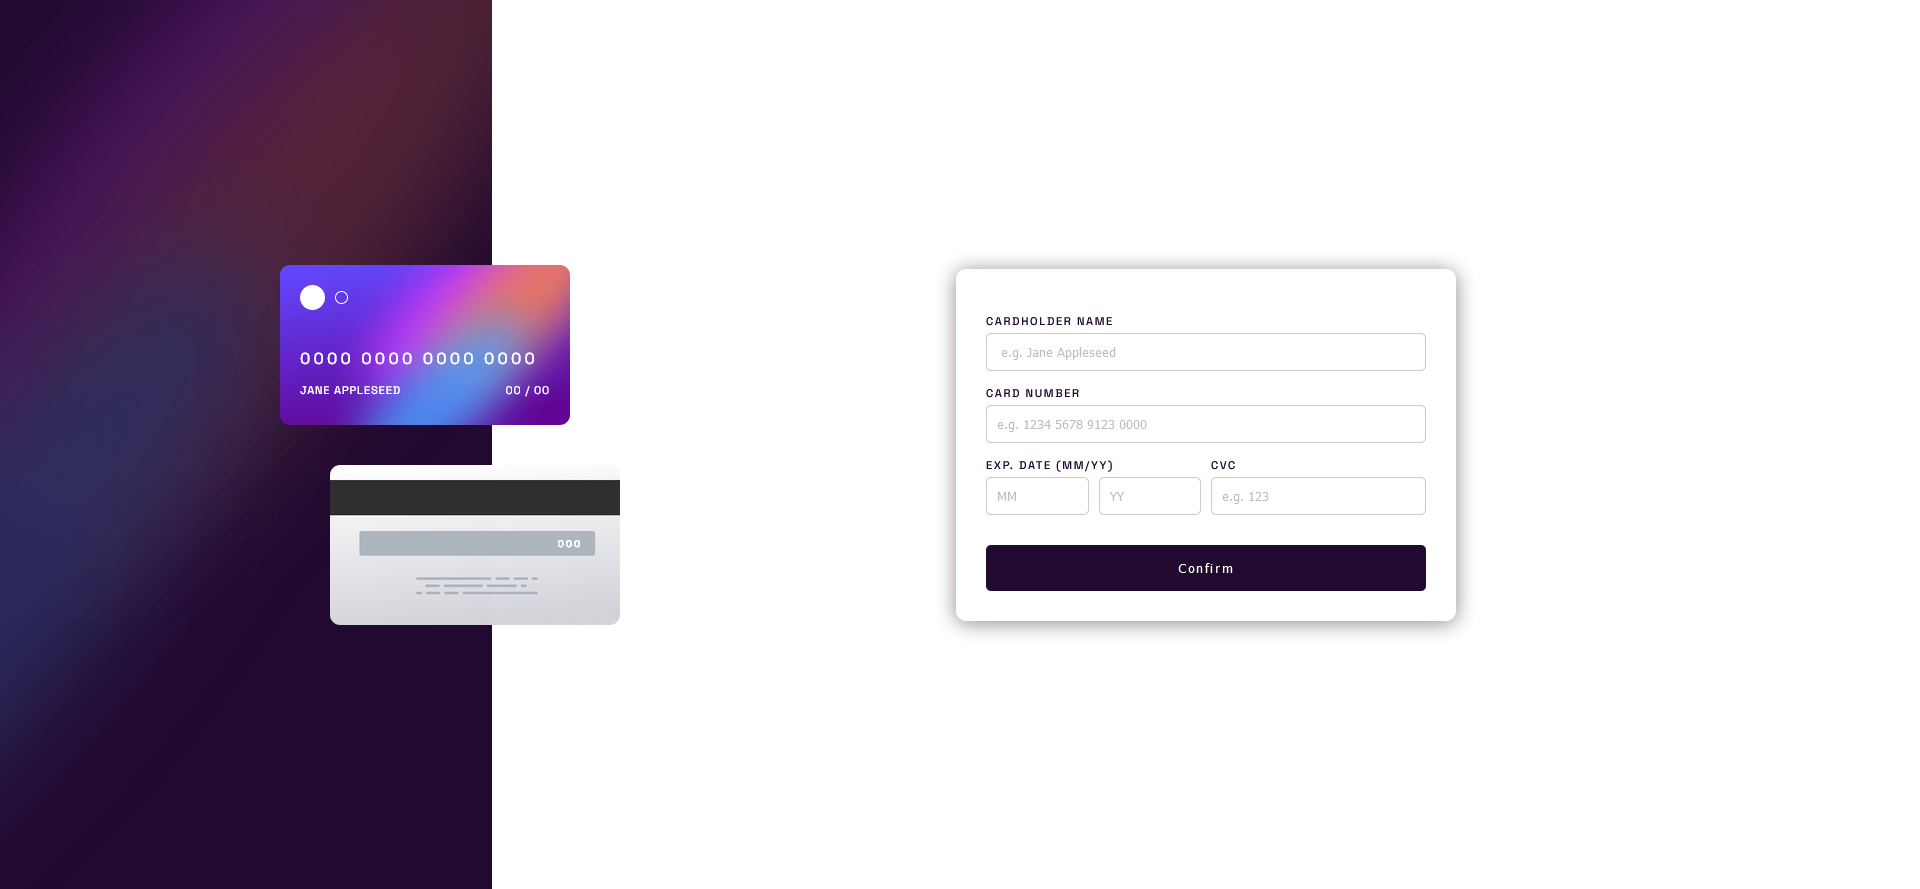 0000 0000 0000 0000
JANE APPLESEED 00 / 00
000
CARDHOLDER NAME
e.g. Jane Appleseed
CARD NUMBER
e.g. 1234 5678 9123 0000
EXP. DATE (MM/YY) CVC
MM YY e.g. 123
Confirm